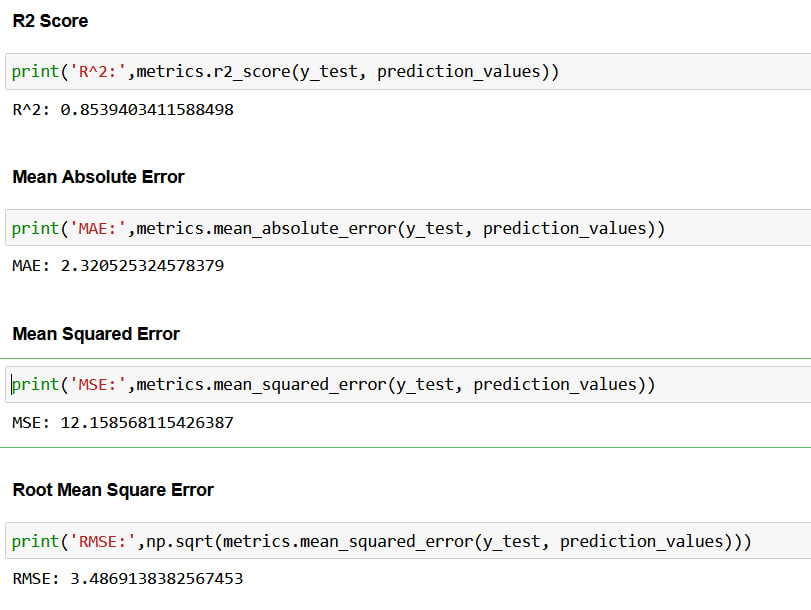 R2 Score
print('R^2:',metrics.r2_score(y_test, prediction_values))
R^2: 0.8539403411588498
Mean Absolute Error
print('MAE:',metrics.mean_absolute_error(y_test, prediction_values))
MAE: 2.320525324578379
Mean Squared Error
print('MSE:',metrics.mean_squared_error(y_test, prediction_values))
MSE: 12.158568115426387
Root Mean Square Error
print('RMSE:',np.sqrt(metrics.mean_squared_error(y_test, prediction_values)))
RMSE: 3.4869138382567453